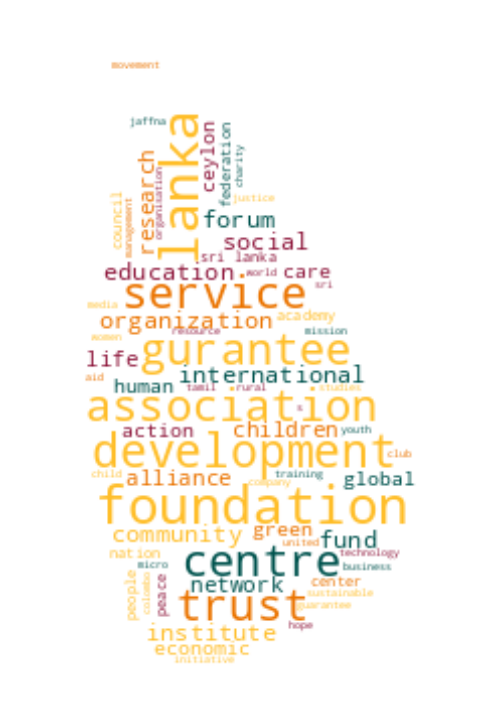 movement
jaffna
lanka
ceylon
federation
charity
research
organisation
council
management
justice
forum
social
sri lanka
education
world
care
sri
service
media
organization
academy
women
resource
mission
life
gurantee
aid
international
human
tamil
rural
studies
association
s
action
children
youth
development
club
child
alliance
training
company
global
foundation
community
green
united
fund
nation
centre
technology
micro
business
people
colombo
peace
network
center
sustainable
trust
guarantee
hope
institute
economic
initiative